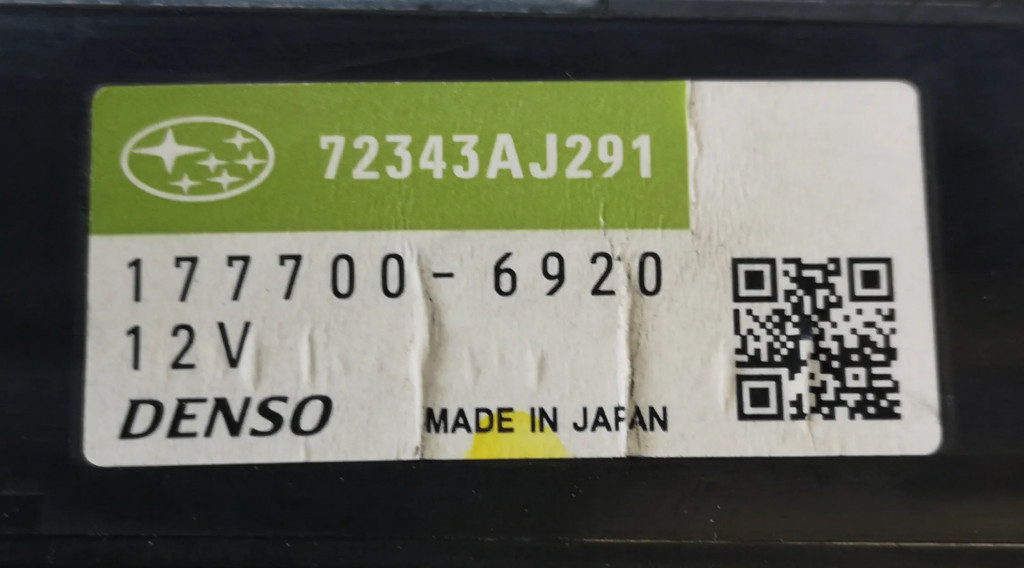 72343AJ291
177700-6920
12V
DENSO
MADE IN JAPAN